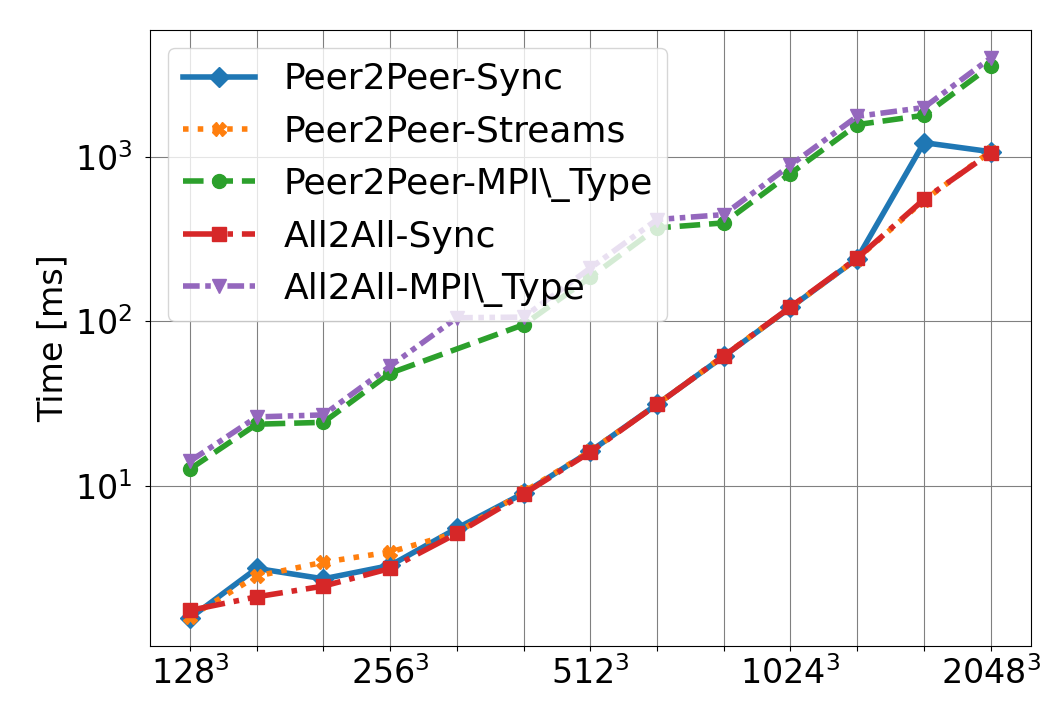 Peer2Peer-Sync
Peer2Peer-Streams
Peer2Peer-MPI\_Type
All2All-Sync
All2All-MPI\_Type
Time [ms]
10³
10²
10¹
128³ 256³ 512³ 1024³ 2048³